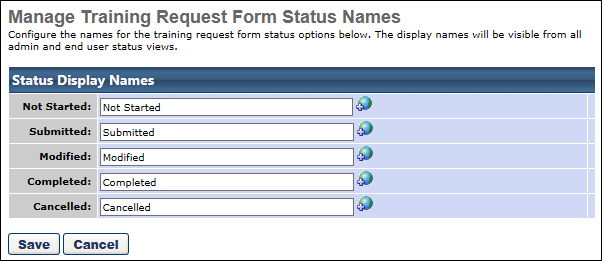 Manage Training Request Form Status Names
Configure the names for the training request form status options below. The display names will be visible from all
admin and end user status views.
Status Display Names
Not Started: Not Started
Submitted: Submitted
Modified: Modified
Completed: Completed
Cancelled: Cancelled
Save Cancel